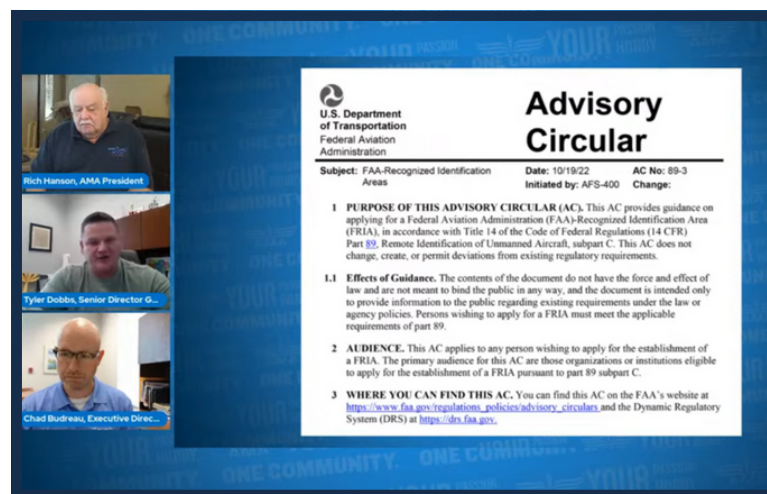 ONE COMMUNITY.
YOUR PASSION
YOUR HOBBY
U.S. Department
of Transportation
Federal Aviation
Administration
Advisory
Circular
Subject: FAA-Recognized Identification
Areas
Date: 10/19/22
Initiated by: AFS-400
AC No: 89-3
Change:
1 PURPOSE OF THIS ADVISORY CIRCULAR (AC). This AC provides guidance on
applying for a Federal Aviation Administration (FAA)-Recognized Identification Area
(FRIA), in accordance with Title 14 of the Code of Federal Regulations (14 CFR)
Part 89, Remote Identification of Unmanned Aircraft, subpart C. This AC does not
change, create, or permit deviations from existing regulatory requirements.
1.1 Effects of Guidance. The contents of the document do not have the force and effect of
law and are not meant to bind the public in any way, and the document is intended only
to provide information to the public regarding existing requirements under the law or
agency policies. Persons wishing to apply for a FRIA must meet the applicable
requirements of part 89.
2 AUDIENCE. This AC applies to any person wishing to apply for the establishment of
a FRIA. The primary audience for this AC are those organizations or institutions eligible
to apply for the establishment of a FRIA pursuant to part 89 subpart C.
3 WHERE YOU CAN FIND THIS AC. You can find this AC on the FAA's website at
https://www.faa.gov/regulations_policies/advisory_circulars and the Dynamic Regulatory
System (DRS) at https://drs.faa.gov.
Rich Hanson, AMA President
Tyler Dobbs, Senior Director G...
Chad Budreau, Executive Direc...
ONE COMMUNITY.